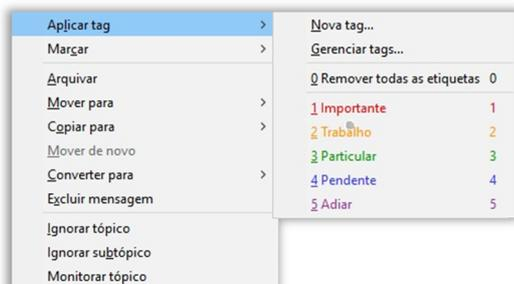 Aplicar tag
Marcar
Arquivar
Mover para
Copiar para
Mover de novo
Converter para
Excluir mensagem
Ignorar tópico
Ignorar subtópico
Monitorar tópico
Nova tag...
Gerenciar tags...
0 Remover todas as etiquetas 0
1 Importante 1
2 Trabalho 2
3 Particular 3
4 Pendente 4
5 Adiar 5